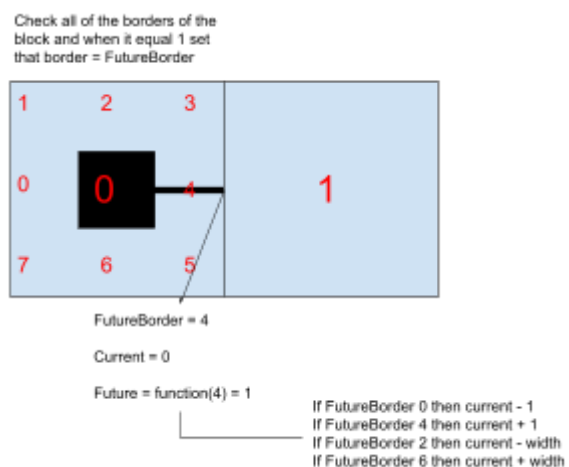 Check all of the borders of the
block and when it equal 1 set
that border = FutureBorder
1 2 3
0 0 4 1
7 6 5
FutureBorder = 4
Current = 0
Future = function(4) = 1
If FutureBorder 0 then current - 1
If FutureBorder 4 then current + 1
If FutureBorder 2 then current - width
If FutureBorder 6 then current + width